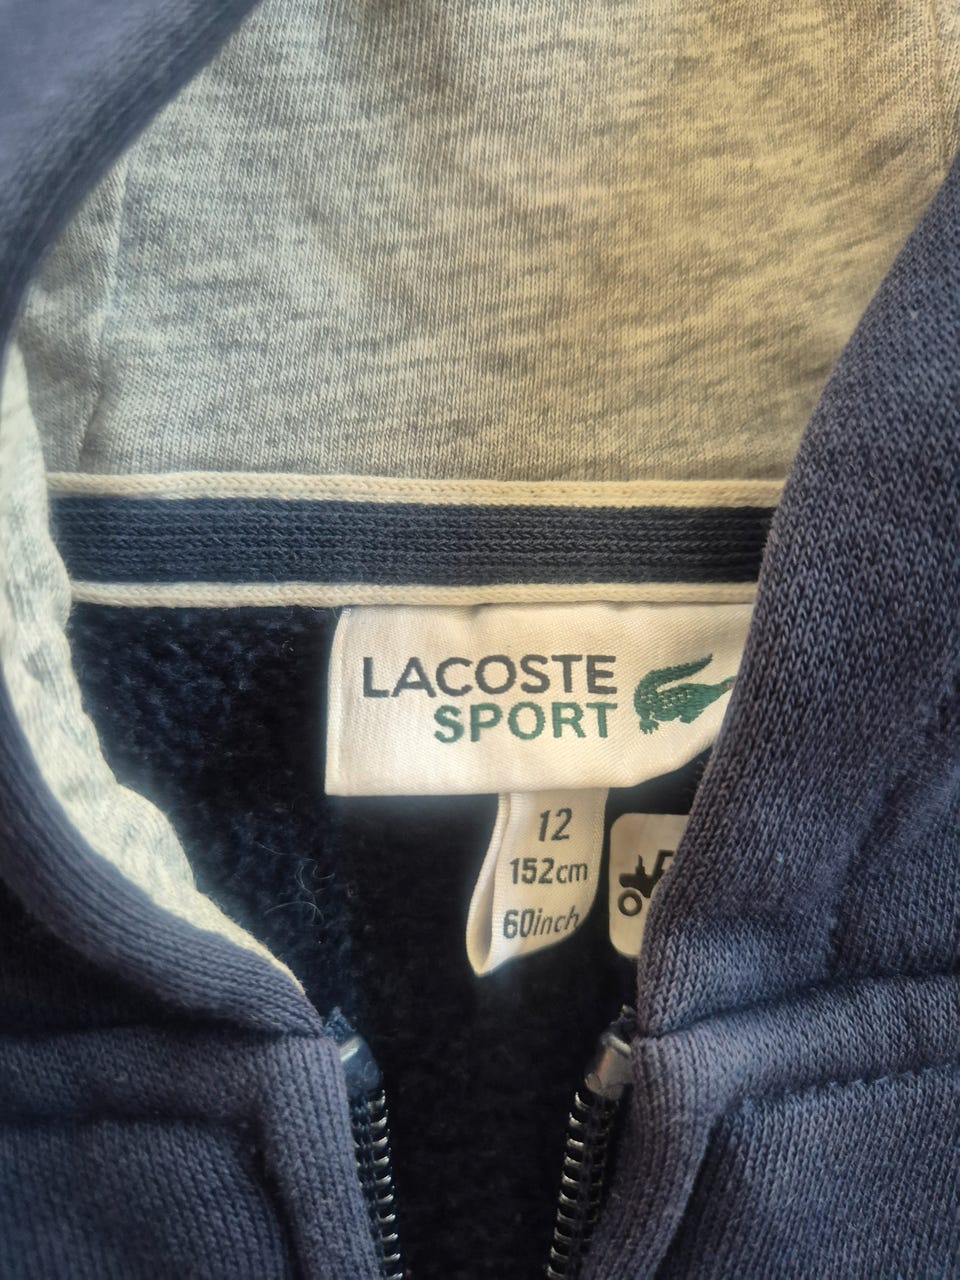 LACOSTE
SPORT
12
152cm
60inch